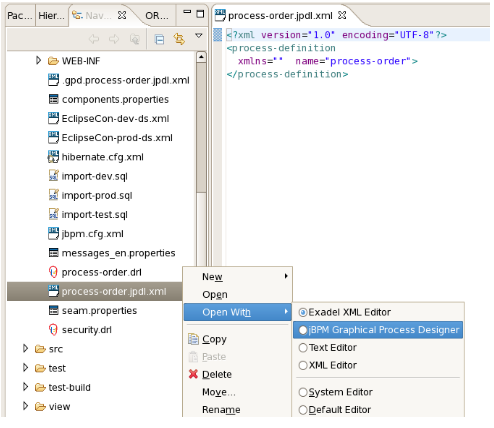 Pac...
Hier...
Nav
OR...
process-order.jpdl.xml
<?xml version="1.0" encoding="UTF-8"?>
<process-definition
xmlns="" name="process-order">
</process-definition>
WEB-INF
.gpd.process-order.jpdl.xml
components.properties
EclipseCon-dev-ds.xml
EclipseCon-prod-ds.xml
hibernate.cfg.xml
import-dev.sql
import-prod.sql
import-test.sql
jbpm.cfg.xml
messages_en.properties
process-order.drl
process-order.jpdl.xml
seam.properties
security.drl
src
test
test-build
view
New
Open
Open With
Copy
Paste
Delete
Move...
Rename
Exadel XML Editor
jBPM Graphical Process Designer
Text Editor
XML Editor
System Editor
Default Editor